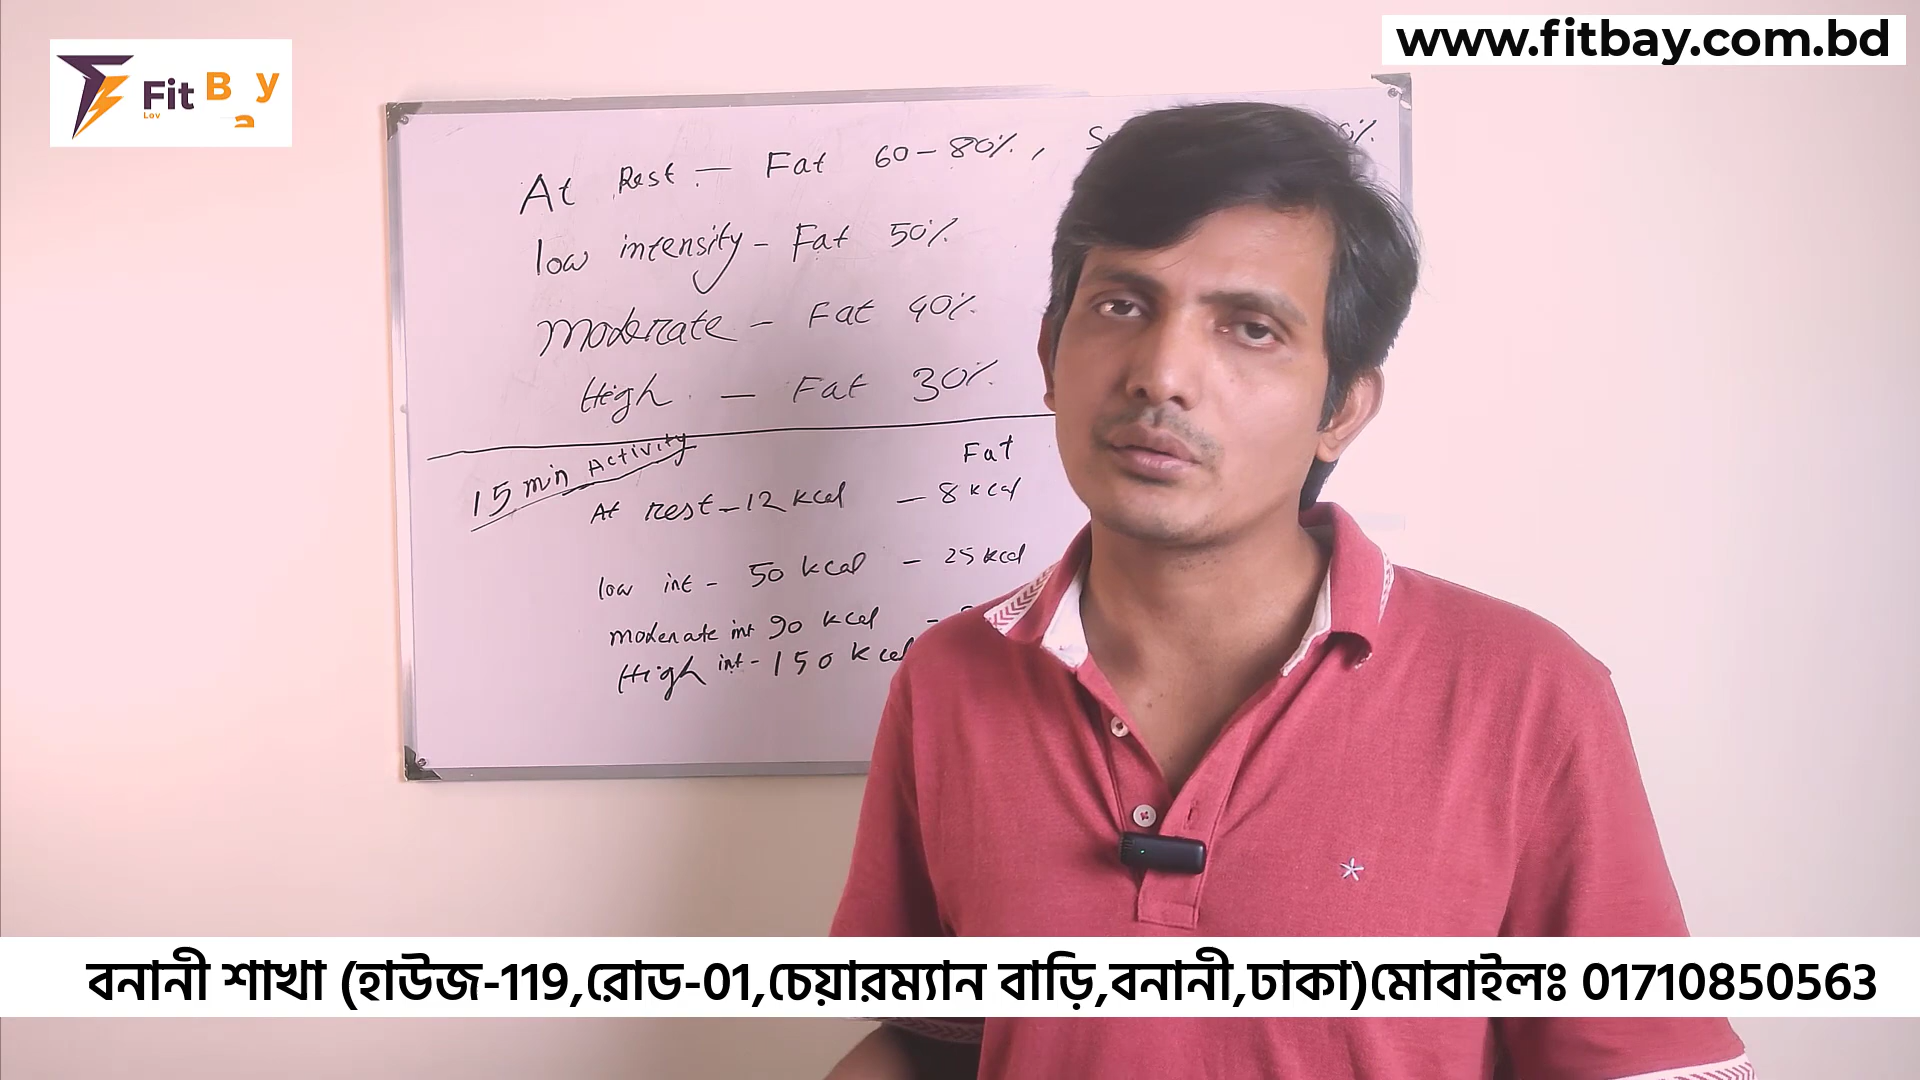 www.fitbay.com.bd
Fit B a y
Lov
At Rest - Fat 60-80%,
low intensity - Fat 50%
Moderate - Fat 40%
High - Fat 30%
15 min Activity
Fat
At rest - 12 kcal - 8 kcal
low int - 50 kcal - 25 kcal
moderate int 90 kcal -
High int - 150 kcal
বনানী শাখা (হাউজ-119,রোড-01,চেয়ারম্যান বাড়ি,বনানী,ঢাকা)মোবাইলঃ 01710850563